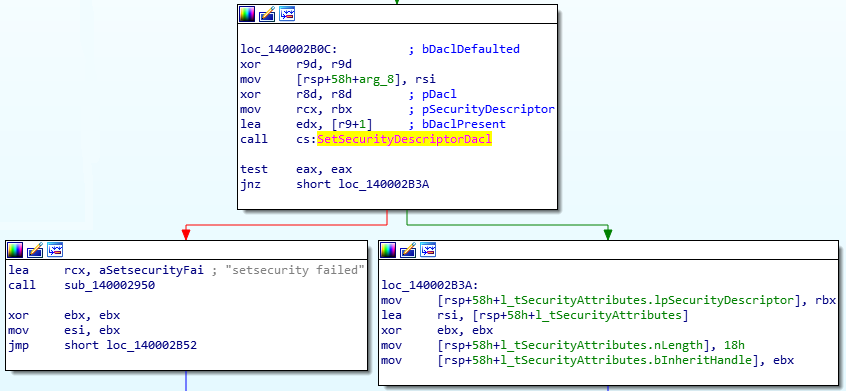 loc_140002B0C: ; bDaclDefaulted
xor r9d, r9d
mov [rsp+58h+arg_8], rsi
xor r8d, r8d ; pDacl
mov rcx, rbx ; pSecurityDescriptor
lea edx, [r9+1] ; bDaclPresent
call cs:SetSecurityDescriptorDacl
test eax, eax
jnz short loc_140002B3A
lea rcx, aSetsecurityFai ; "setsecurity failed"
call sub_140002950
xor ebx, ebx
mov esi, ebx
jmp short loc_140002B52
loc_140002B3A:
mov [rsp+58h+l_tSecurityAttributes.lpSecurityDescriptor], rbx
lea rsi, [rsp+58h+l_tSecurityAttributes]
xor ebx, ebx
mov [rsp+58h+l_tSecurityAttributes.nLength], 18h
mov [rsp+58h+l_tSecurityAttributes.bInheritHandle], ebx